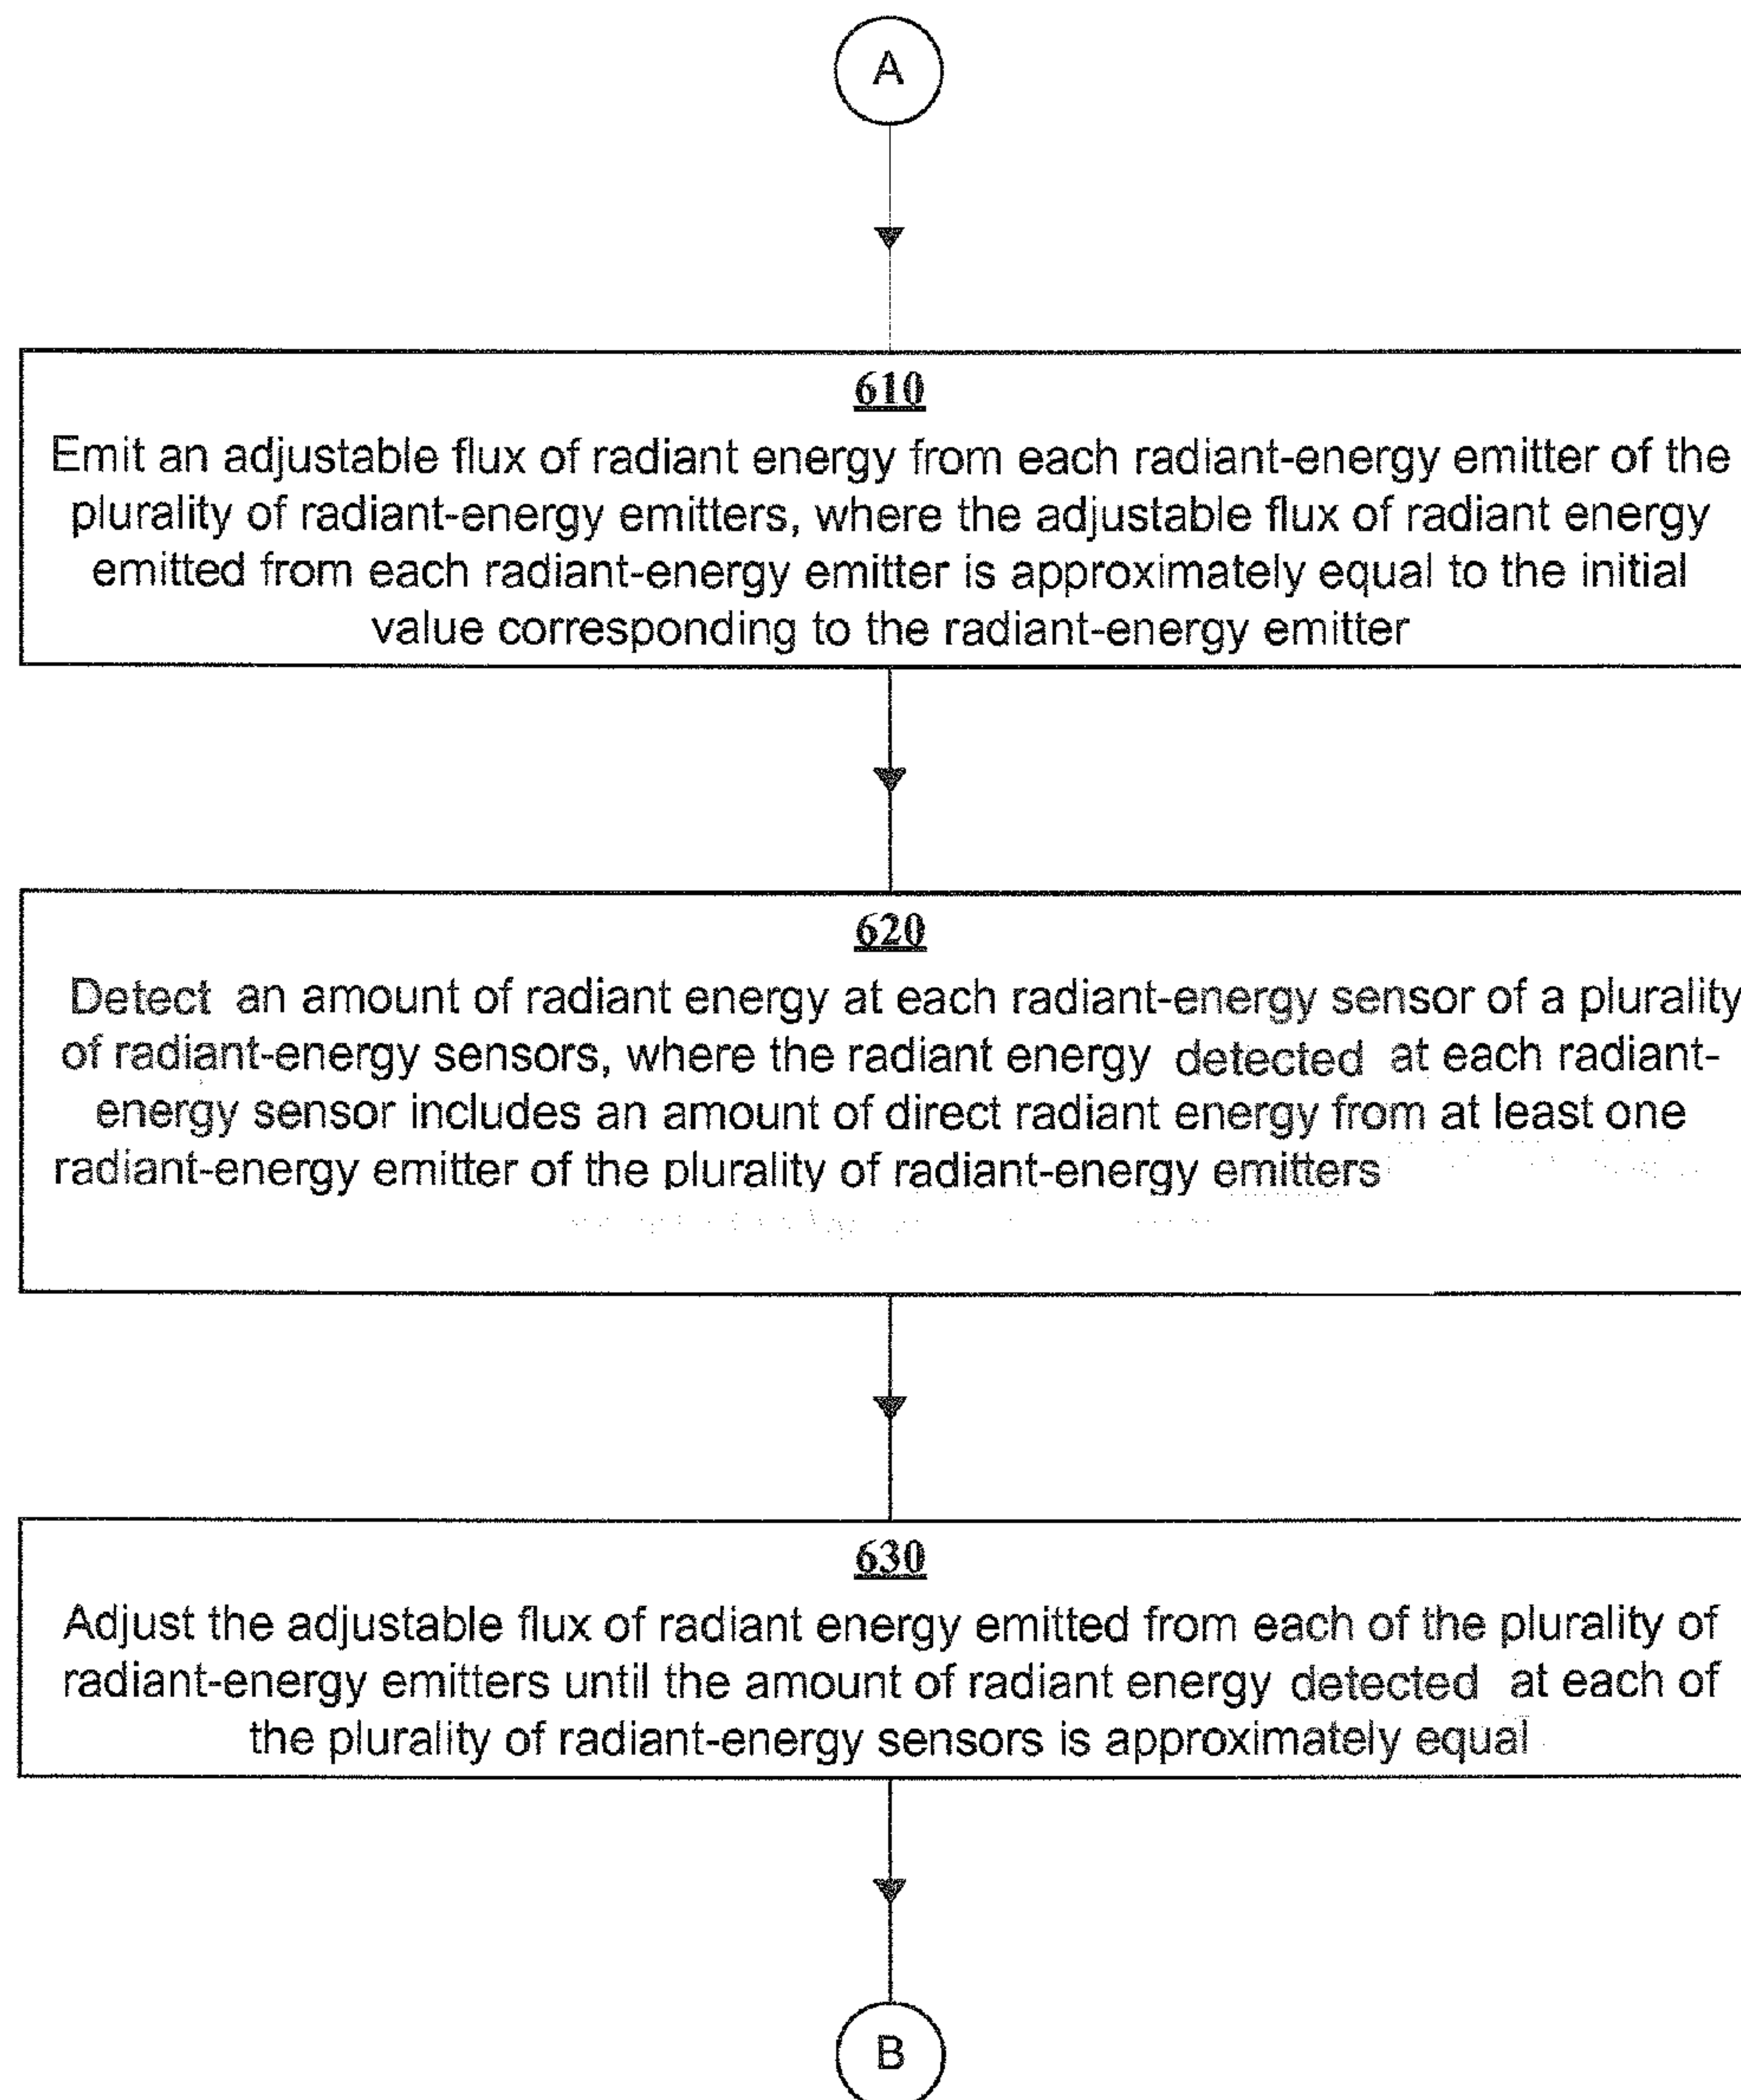 A
610
Emit an adjustable flux of radiant energy from each radiant-energy emitter of the
plurality of radiant-energy emitters, where the adjustable flux of radiant energy
emitted from each radiant-energy emitter is approximately equal to the initial
value corresponding to the radiant-energy emitter
620
Detect an amount of radiant energy at each radiant-energy sensor of a plurality
of radiant-energy sensors, where the radiant energy detected at each radiant-
energy sensor includes an amount of direct radiant energy from at least one
radiant-energy emitter of the plurality of radiant-energy emitters
630
Adjust the adjustable flux of radiant energy emitted from each of the plurality of
radiant-energy emitters until the amount of radiant energy detected at each of
the plurality of radiant-energy sensors is approximately equal
B